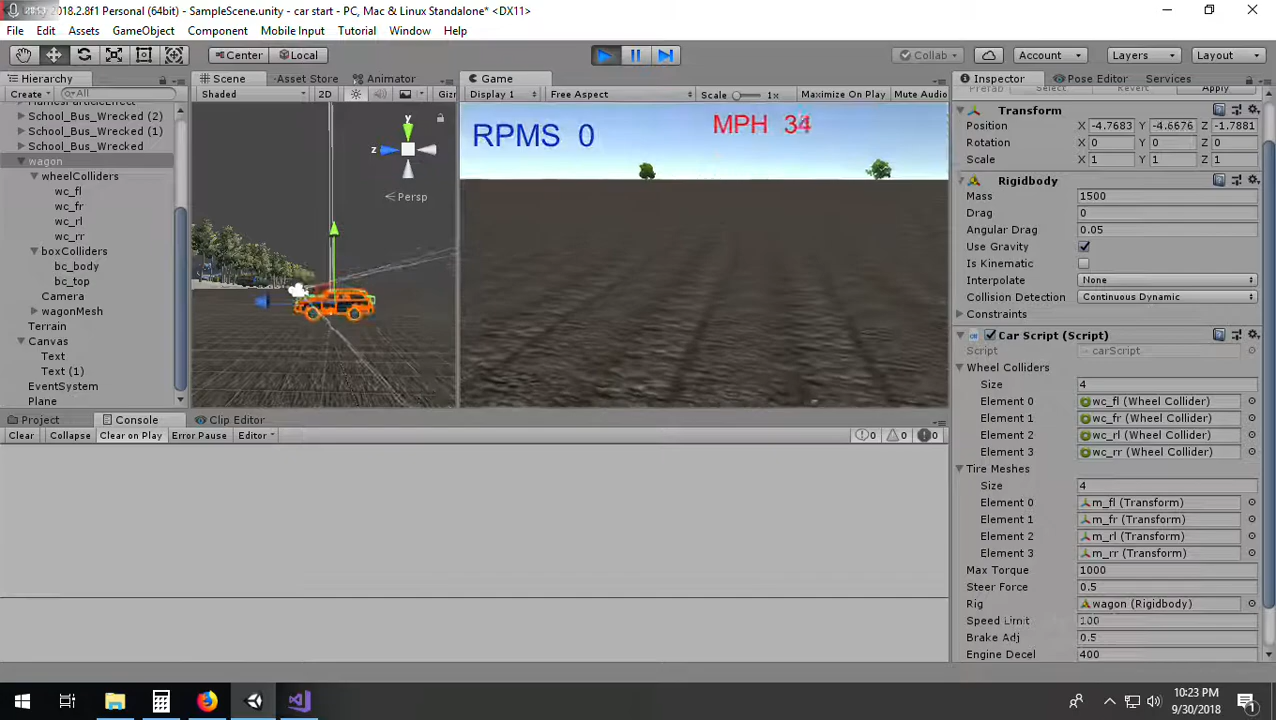 2018.2.8f1 Personal (64bit) - SampleScene.unity - car start - PC, Mac & Linux Standalone* <DX11>
File Edit Assets GameObject Component Mobile Input Tutorial Window Help
Center Local Collab Account Layers Layout
Hierarchy
Create All
School_Bus_Wrecked (2)
School_Bus_Wrecked (1)
School_Bus_Wrecked
wagon
wheelColliders
wc_fl
wc_fr
wc_rl
wc_rr
boxColliders
bc_body
bc_top
Camera
wagonMesh
Terrain
Canvas
Text
Text (1)
EventSystem
Plane
Scene Asset Store Animator
Shaded 2D Giz
y
z
Persp
Game
Display 1 Free Aspect Scale 1x Maximize On Play Mute Audio
RPMS 0
MPH 34
Project Console Clip Editor
Clear Collapse Clear on Play Error Pause Editor
0 0 0
Inspector Pose Editor Services
Prefab Select Revert Apply
Transform
Position X -4.7683 Y -4.6676 Z -1.7881
Rotation X 0 Y 0 Z 0
Scale X 1 Y 1 Z 1
Rigidbody
Mass 1500
Drag 0
Angular Drag 0.05
Use Gravity
Is Kinematic
Interpolate None
Collision Detection Continuous Dynamic
Constraints
Car Script (Script)
Script carScript
Wheel Colliders
Size 4
Element 0 wc_fl (Wheel Collider)
Element 1 wc_fr (Wheel Collider)
Element 2 wc_rl (Wheel Collider)
Element 3 wc_rr (Wheel Collider)
Tire Meshes
Size 4
Element 0 m_fl (Transform)
Element 1 m_fr (Transform)
Element 2 m_rl (Transform)
Element 3 m_rr (Transform)
Max Torque 1000
Steer Force 0.5
Rig wagon (Rigidbody)
Speed Limit 100
Brake Adj 0.5
Engine Decel 400
10:23 PM
9/30/2018
1